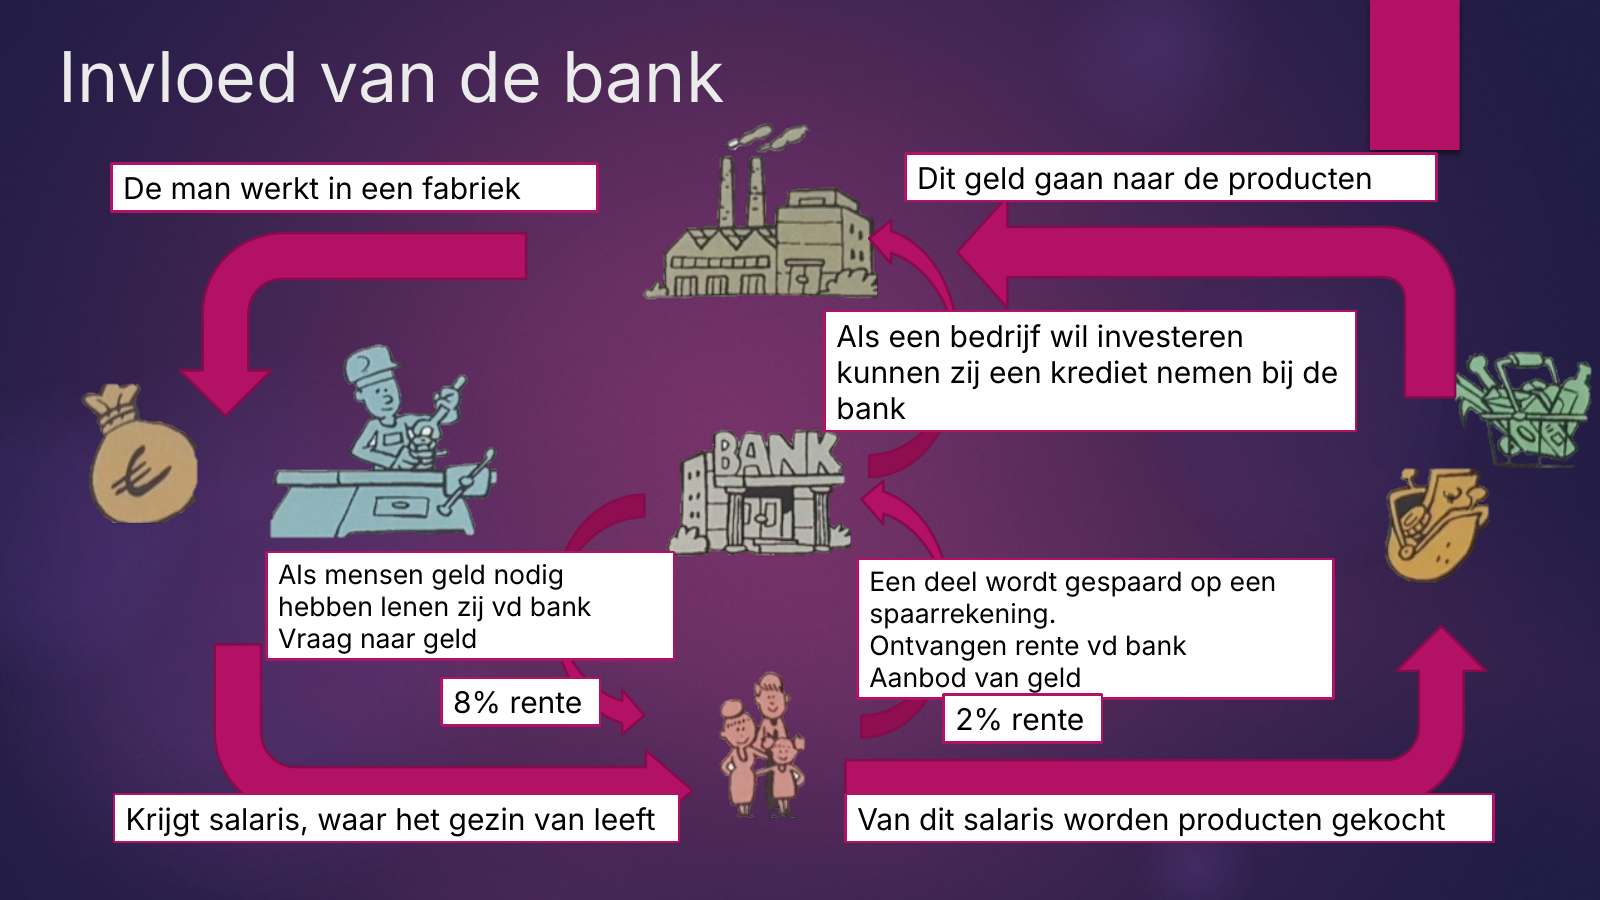 Invloed van de bank
De man werkt in een fabriek
Dit geld gaan naar de producten
Als een bedrijf wil investeren
kunnen zij een krediet nemen bij de
bank
€
BANK
Als mensen geld nodig
hebben lenen zij vd bank
Vraag naar geld
Een deel wordt gespaard op een
spaarrekening.
Ontvangen rente vd bank
Aanbod van geld
8% rente
2% rente
Krijgt salaris, waar het gezin van leeft
Van dit salaris worden producten gekocht